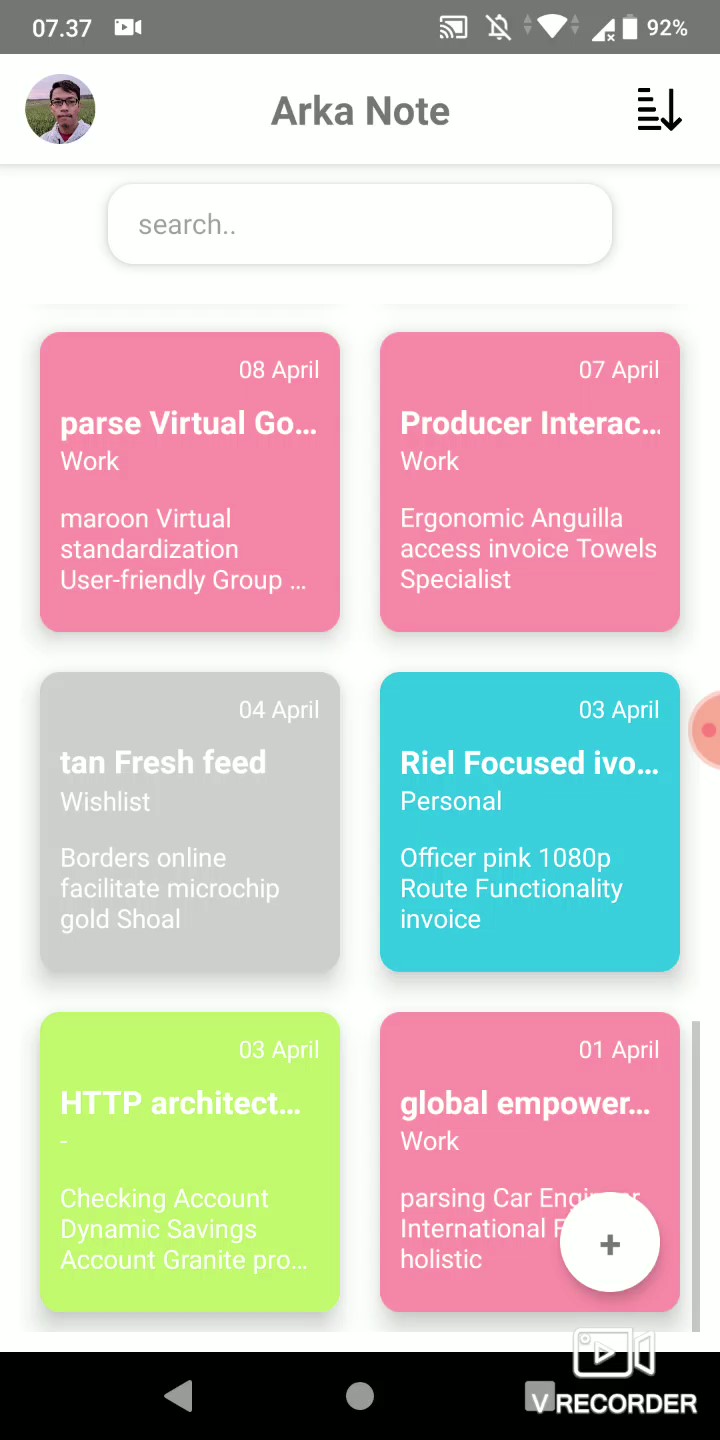 07.37
92%
Arka Note
search..
08 April
parse Virtual Go...
Work
maroon Virtual
standardization
User-friendly Group ...
07 April
Producer Interac...
Work
Ergonomic Anguilla
access invoice Towels
Specialist
04 April
tan Fresh feed
Wishlist
Borders online
facilitate microchip
gold Shoal
03 April
Riel Focused ivo...
Personal
Officer pink 1080p
Route Functionality
invoice
03 April
HTTP architect...
-
Checking Account
Dynamic Savings
Account Granite pro...
01 April
global empower...
Work
parsing Car Engineer
International
holistic
+
VRECORDER